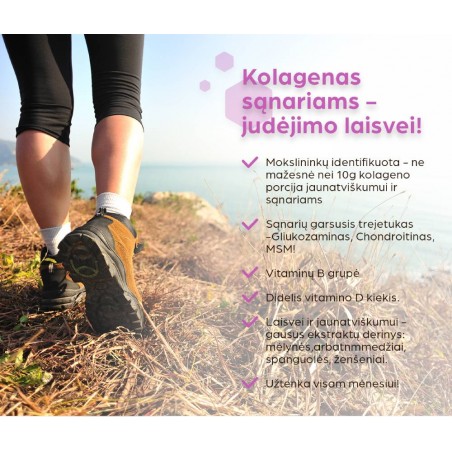 Kolagenas
sąnariams –
judėjimo laisvei!
Mokslininkų identifikuota - ne
mažesnė nei 10g kolageno
porcija jaunatviškumui ir
sąnariams
Sąnarių garsusis trejetukas
-Gliukozaminas, Chondroitinas,
MSM!
Vitaminų B grupė.
Didelis vitamino D kiekis.
Laisvei ir jaunatviškumui -
gausus ekstraktų derinys:
mėlynės,arbatnmmedžiai,
spanguolės, ženšeniai.
Užtenka visam mėnesiui!